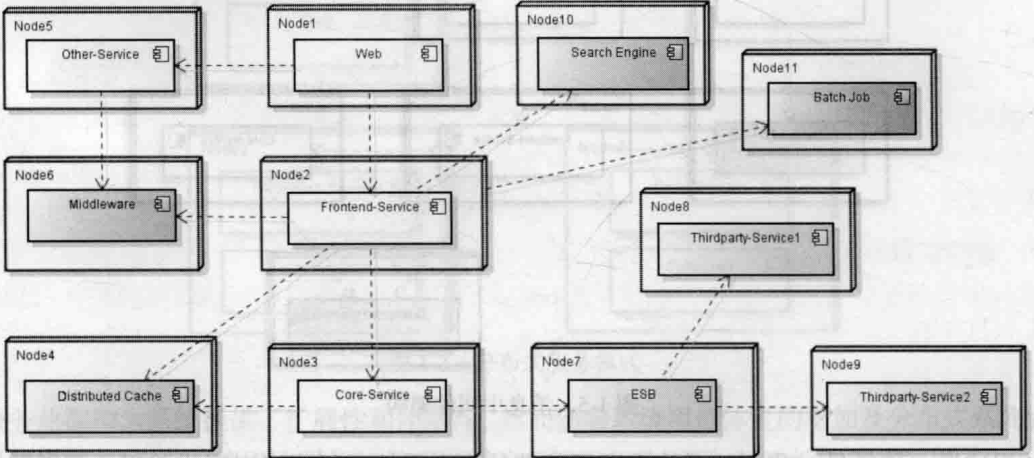 Node5
Other-Service
Node1
Web
Node10
Search Engine
Node11
Batch Job
Node6
Middleware
Node2
Frontend-Service
Node8
Thirdparty-Service1
Node4
Distributed Cache
Node3
Core-Service
Node7
ESB
Node9
Thirdparty-Service2